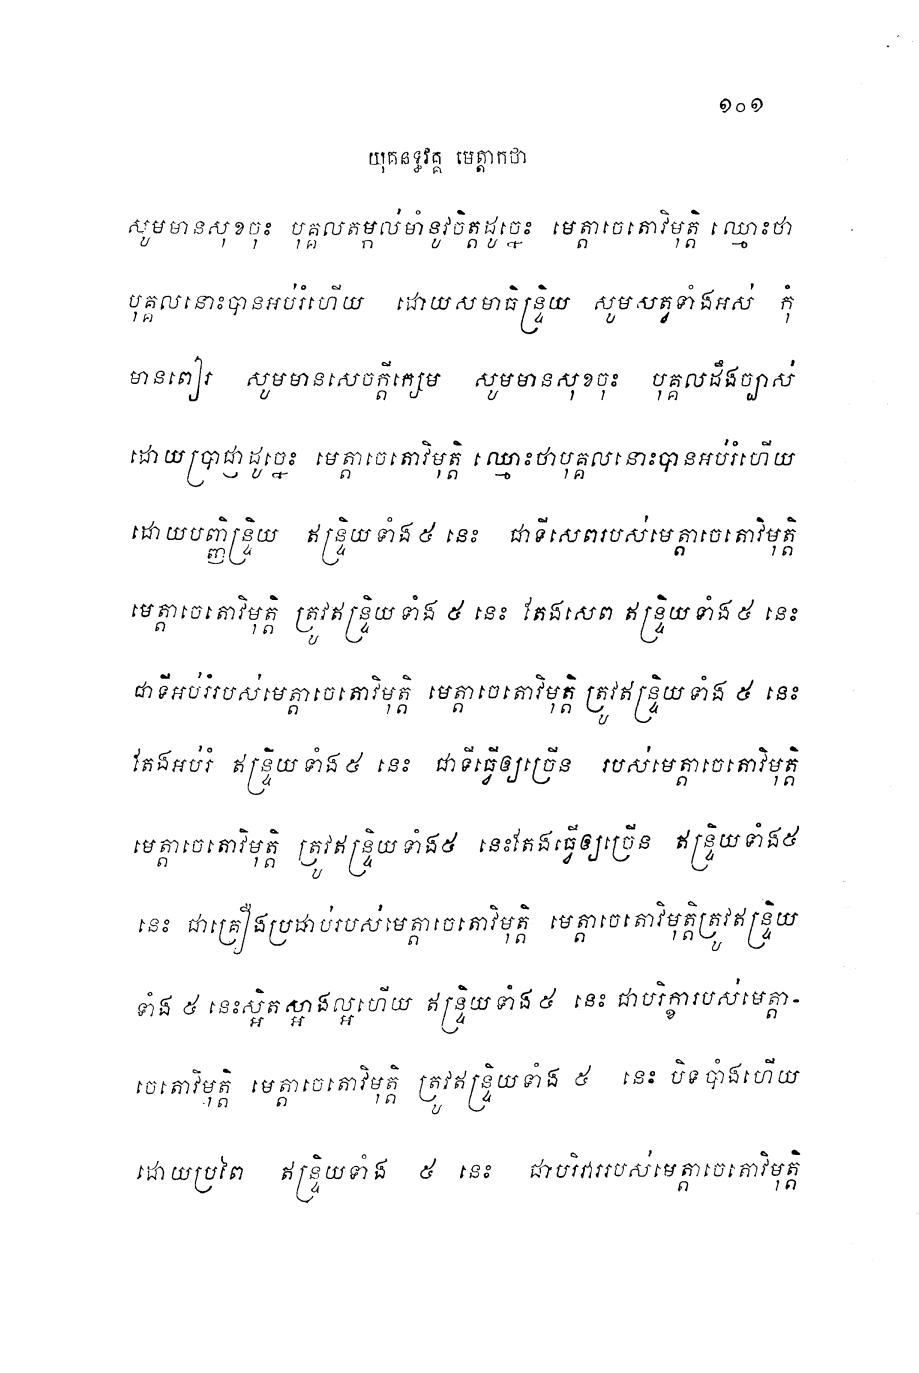 ១០១
យុគនទ្ធវគ្គ មេត្តាកថា
សូមមានសុខចុះ បុគ្គលតម្កល់មាំនូវចិត្តដូច្នេះ មេត្តាចេតោវិមុត្តិ ឈ្មោះថា
បុគ្គលនោះបានអប់រំហើយ ដោយសមាធិន្ទ្រិយ សូមសត្វទាំងអស់ កុំ
មានពៀរ សូមមានសេចក្តីក្សេម សូមមានសុខចុះ បុគ្គលដឹងច្បាស់
ដោយប្រាជ្ញាដូច្នេះ មេត្តាចេតោវិមុត្តិ ឈ្មោះថាបុគ្គលនោះបានអប់រំហើយ
ដោយបញ្ញិន្ទ្រិយ ឥន្ទ្រិយទាំង ៥ នេះ ជាទីសេពរបស់មេត្តាចេតោវិមុត្តិ
មេត្តាចេតោវិមុត្តិ ត្រូវឥន្ទ្រិយទាំង ៥ នេះ តែងសេព ឥន្ទ្រិយទាំង ៥ នេះ
ជាទីអប់រំរបស់មេត្តាចេតោវិមុត្តិ មេត្តាចេតោវិមុត្តិ ត្រូវឥន្ទ្រិយទាំង ៥ នេះ
តែងអប់រំ ឥន្ទ្រិយទាំង ៥ នេះ ជាទីធ្វើឲ្យច្រើន របស់មេត្តាចេតោវិមុត្តិ
មេត្តាចេតោវិមុត្តិ ត្រូវឥន្ទ្រិយទាំង៥ នេះតែងធ្វើឲ្យច្រើន ឥន្ទ្រិយទាំង៥
នេះ ជាគ្រឿងប្រដាប់របស់មេត្តាចេតោវិមុត្តិ មេត្តាចេតោវិមុត្តិត្រូវឥន្ទ្រិយ
ទាំង ៥ នេះស្អិតស្អាងល្អហើយ ឥន្ទ្រិយទាំង ៥ នេះ ជាបរិក្ខាររបស់មេត្តា-
ចេតោវិមុត្តិ មេត្តាចេតោវិមុត្តិ ត្រូវឥន្ទ្រិយទាំង ៥ នេះ បិទបាំងហើយ
ដោយប្រពៃ ឥន្ទ្រិយទាំង ៥ នេះ ជាបរិវាររបស់មេត្តាចេតោវិមុត្តិ